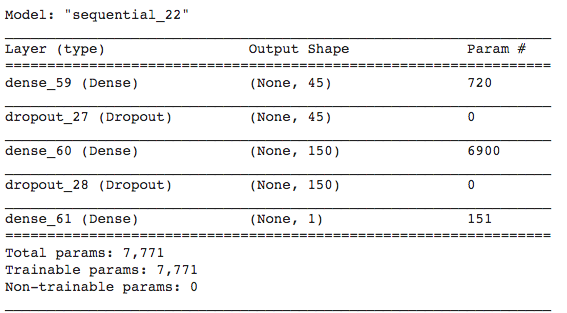 Model: "sequential_22"
Layer (type) Output Shape Param #
dense_59 (Dense) (None, 45) 720
dropout_27 (Dropout) (None, 45) 0
dense_60 (Dense) (None, 150) 6900
dropout_28 (Dropout) (None, 150) 0
dense_61 (Dense) (None, 1) 151
Total params: 7,771
Trainable params: 7,771
Non-trainable params: 0